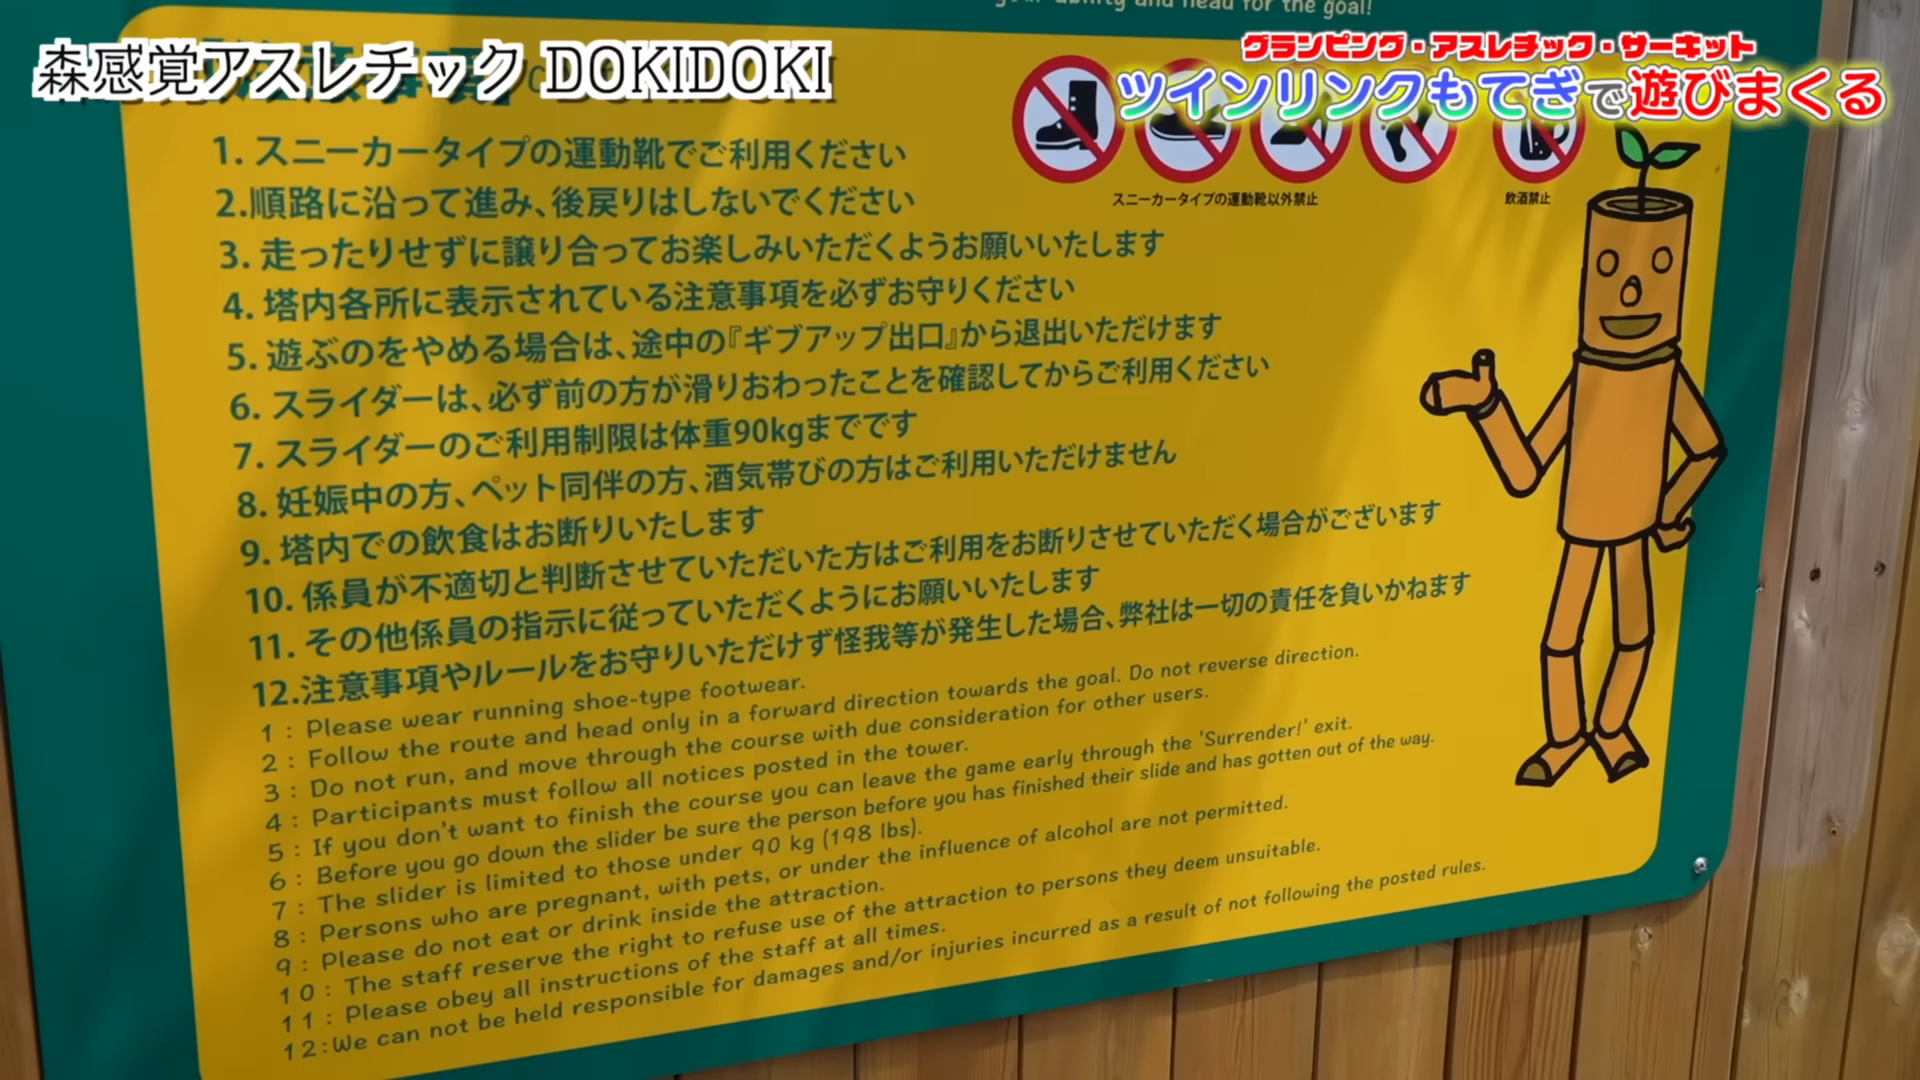 your ability and head for the goal!
森感覚アスレチック DOKIDOKI
グランピング・アスレチック・サーキット
ツインリンクもてぎで遊びまくる
スニーカータイプの運動靴以外禁止
飲酒禁止
1. スニーカータイプの運動靴でご利用ください
2.順路に沿って進み、後戻りはしないでください
3. 走ったりせずに譲り合ってお楽しみいただくようお願いいたします
4. 塔内各所に表示されている注意事項を必ずお守りください
5. 遊ぶのをやめる場合は、途中の『ギブアップ出口』から退出いただけます
6. スライダーは、必ず前の方が滑りおわったことを確認してからご利用ください
7. スライダーのご利用制限は体重90kgまでです
8. 妊娠中の方、ペット同伴の方、酒気帯びの方はご利用いただけません
9. 塔内での飲食はお断りいたします
10. 係員が不適切と判断させていただいた方はご利用をお断りさせていただく場合がございます
11. その他係員の指示に従っていただくようにお願いいたします
12.注意事項やルールをお守りいただけず怪我等が発生した場合、弊社は一切の責任を負いかねます
1 : Please wear running shoe-type footwear.
2 : Follow the route and head only in a forward direction towards the goal. Do not reverse direction.
3 : Do not run, and move through the course with due consideration for other users.
4 : Participants must follow all notices posted in the tower.
5 : If you don't want to finish the course you can leave the game early through the 'Surrender!' exit.
6 : Before you go down the slider be sure the person before you has finished their slide and has gotten out of the way.
7 : The slider is limited to those under 90 kg (198 lbs).
8 : Persons who are pregnant, with pets, or under the influence of alcohol are not permitted.
9 : Please do not eat or drink inside the attraction.
10 : The staff reserve the right to refuse use of the attraction to persons they deem unsuitable.
11 : Please obey all instructions of the staff at all times.
12:We can not be held responsible for damages and/or injuries incurred as a result of not following the posted rules.